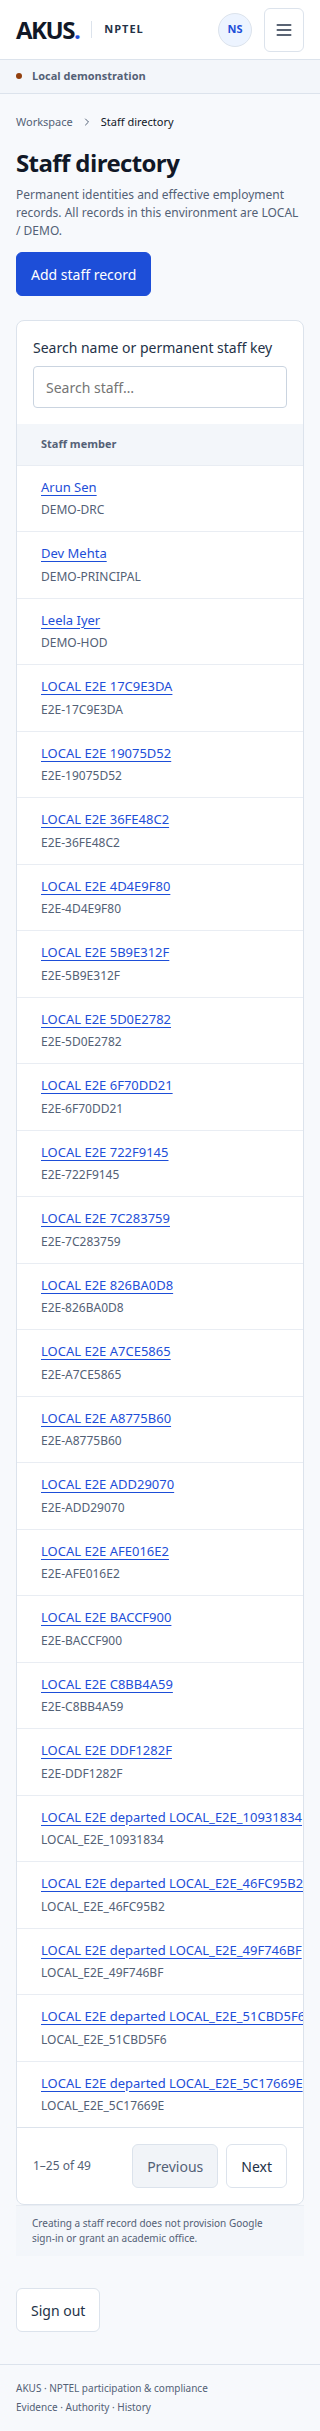 AKUS. NPTEL NS
Local demonstration
Workspace > Staff directory
Staff directory
Permanent identities and effective employment
records. All records in this environment are LOCAL
/ DEMO.
Add staff record
Search name or permanent staff key
Search staff...
Staff member
Arun Sen
DEMO-DRC
Dev Mehta
DEMO-PRINCIPAL
Leela Iyer
DEMO-HOD
LOCAL E2E 17C9E3DA
E2E-17C9E3DA
LOCAL E2E 19075D52
E2E-19075D52
LOCAL E2E 36FE48C2
E2E-36FE48C2
LOCAL E2E 4D4E9F80
E2E-4D4E9F80
LOCAL E2E 5B9E312F
E2E-5B9E312F
LOCAL E2E 5D0E2782
E2E-5D0E2782
LOCAL E2E 6F70DD21
E2E-6F70DD21
LOCAL E2E 722F9145
E2E-722F9145
LOCAL E2E 7C283759
E2E-7C283759
LOCAL E2E 826BA0D8
E2E-826BA0D8
LOCAL E2E A7CE5865
E2E-A7CE5865
LOCAL E2E A8775B60
E2E-A8775B60
LOCAL E2E ADD29070
E2E-ADD29070
LOCAL E2E AFE016E2
E2E-AFE016E2
LOCAL E2E BACCF900
E2E-BACCF900
LOCAL E2E C8BB4A59
E2E-C8BB4A59
LOCAL E2E DDF1282F
E2E-DDF1282F
LOCAL E2E departed LOCAL_E2E_10931834
LOCAL_E2E_10931834
LOCAL E2E departed LOCAL_E2E_46FC95B2
LOCAL_E2E_46FC95B2
LOCAL E2E departed LOCAL_E2E_49F746BF
LOCAL_E2E_49F746BF
LOCAL E2E departed LOCAL_E2E_51CBD5F6
LOCAL_E2E_51CBD5F6
LOCAL E2E departed LOCAL_E2E_5C17669E
LOCAL_E2E_5C17669E
1–25 of 49 Previous Next
Creating a staff record does not provision Google
sign-in or grant an academic office.
Sign out
AKUS · NPTEL participation & compliance
Evidence · Authority · History